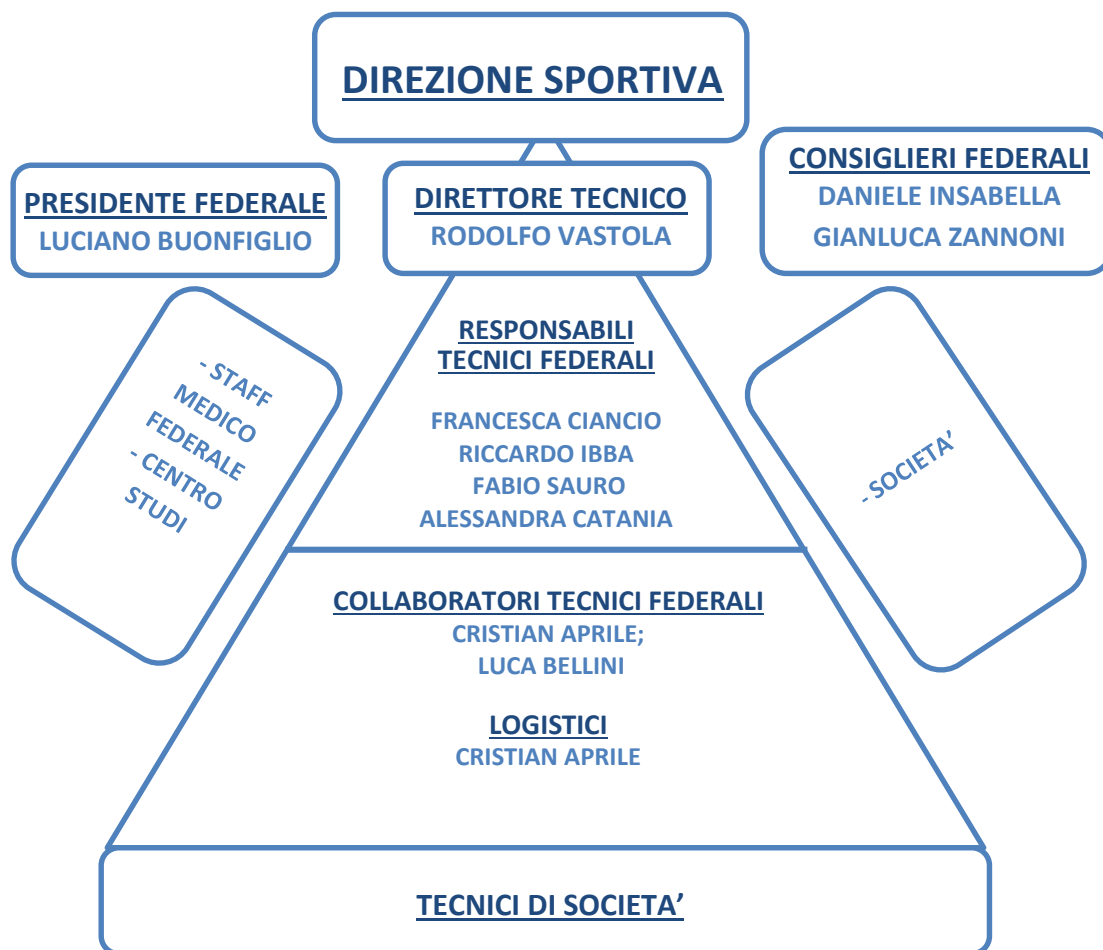 DIREZIONE SPORTIVA
PRESIDENTE FEDERALE
LUCIANO BUONFIGLIO
DIRETTORE TECNICO
RODOLFO VASTOLA
CONSIGLIERI FEDERALI
DANIELE INSABELLA
GIANLUCA ZANNONI
- STAFF
MEDICO
FEDERALE
- CENTRO
STUDI
RESPONSABILI
TECNICI FEDERALI
FRANCESCA CIANCIO
RICCARDO IBBA
FABIO SAURO
ALESSANDRA CATANIA
- SOCIETA’
COLLABORATORI TECNICI FEDERALI
CRISTIAN APRILE;
LUCA BELLINI
LOGISTICI
CRISTIAN APRILE
TECNICI DI SOCIETA’